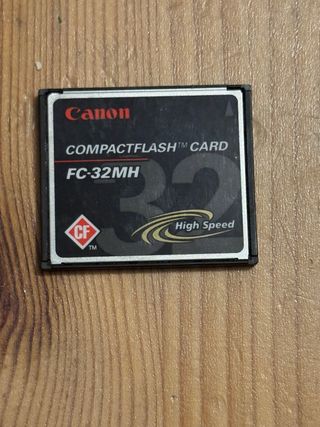 Canon
COMPACTFLASH™ CARD
FC-32MH
32
CF
TM
High Speed